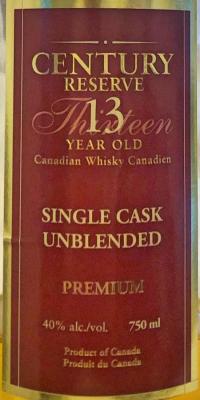 CENTURY
RESERVE
13
Thirteen
YEAR OLD
Canadian Whisky Canadien
SINGLE CASK
UNBLENDED
PREMIUM
40% alc./vol. 750 ml
Product of Canada
Produit du Canada